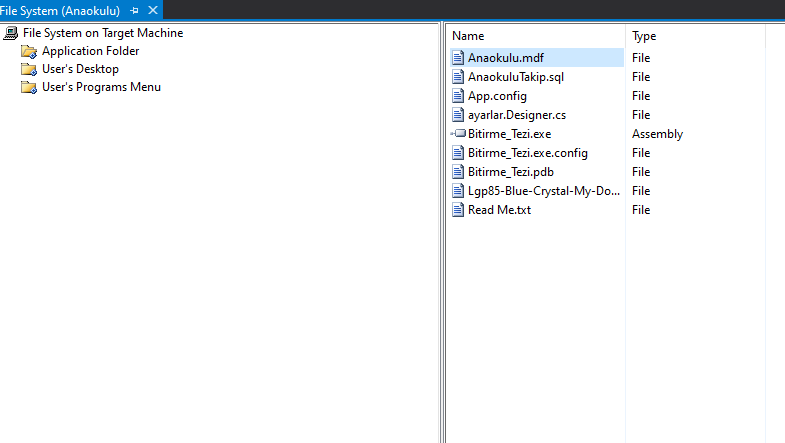 File System (Anaokulu)
File System on Target Machine
Application Folder
User's Desktop
User's Programs Menu
Name Type
Anaokulu.mdf File
AnaokuluTakip.sql File
App.config File
ayarlar.Designer.cs File
Bitirme_Tezi.exe Assembly
Bitirme_Tezi.exe.config File
Bitirme_Tezi.pdb File
Lgp85-Blue-Crystal-My-Do... File
Read Me.txt File